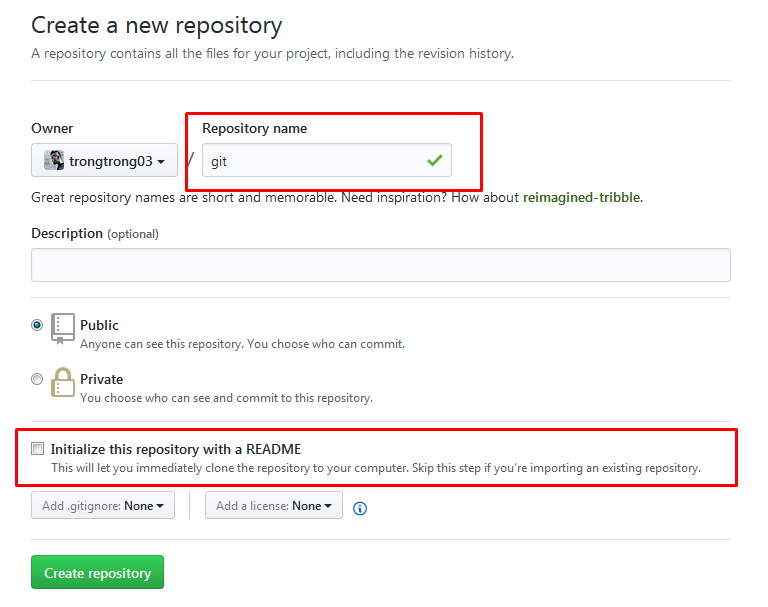 Create a new repository
A repository contains all the files for your project, including the revision history.
Owner
Repository name
trongtrong03
/
git
Great repository names are short and memorable. Need inspiration? How about reimagined-tribble.
Description (optional)
Public
Anyone can see this repository. You choose who can commit.
Private
You choose who can see and commit to this repository.
Initialize this repository with a README
This will let you immediately clone the repository to your computer. Skip this step if you’re importing an existing repository.
Add .gitignore: None
Add a license: None
Create repository